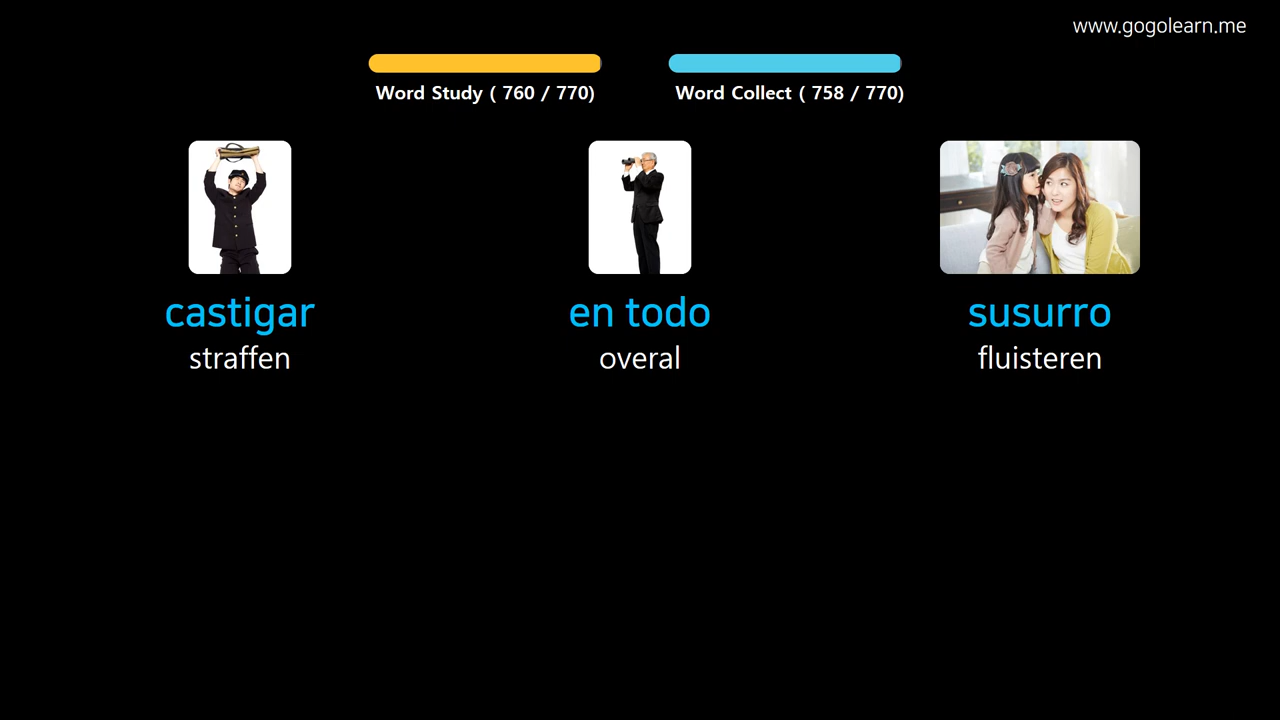 www.gogolearn.me
Word Study ( 760 / 770)
Word Collect ( 758 / 770)
castigar
straffen
en todo
overal
susurro
fluisteren